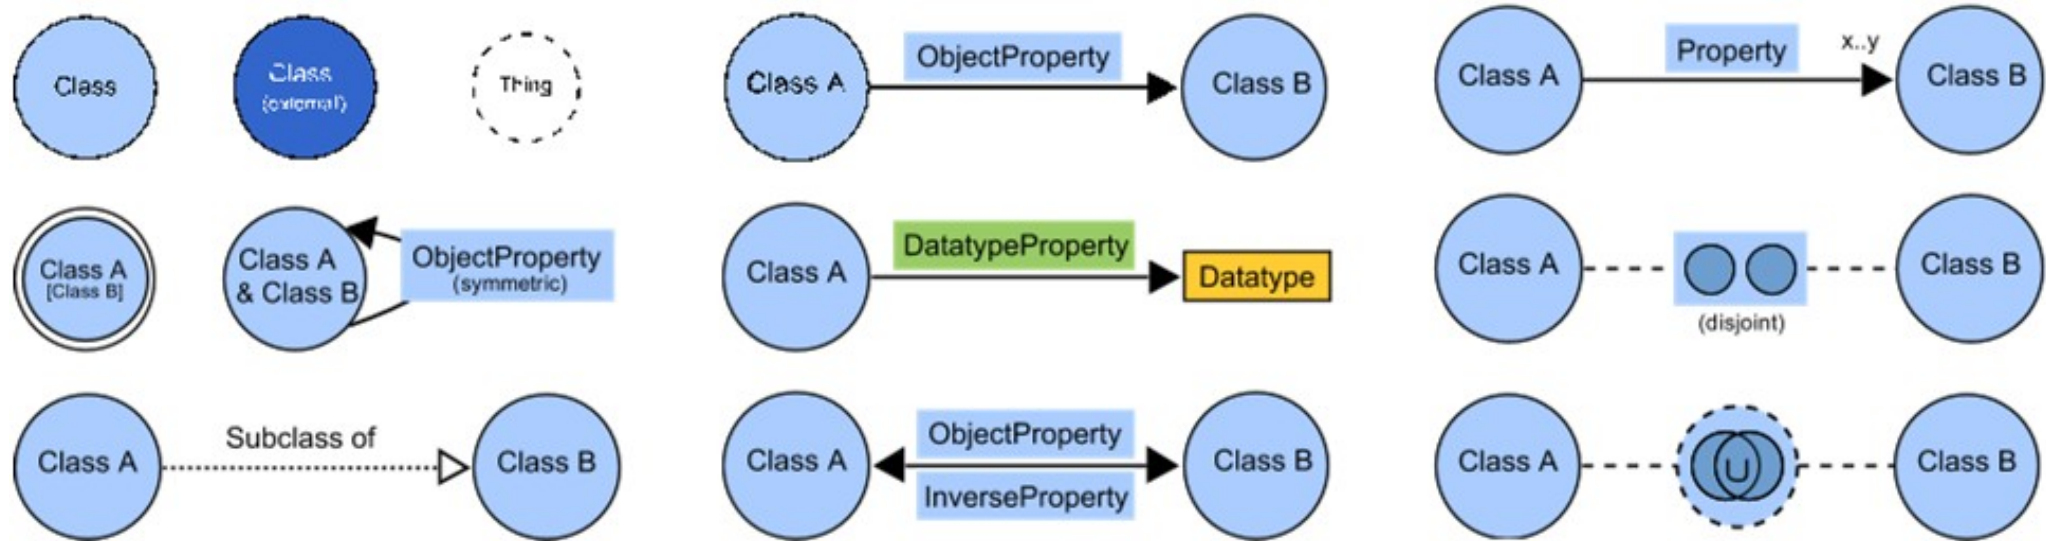 Class
Class
(external)
Thing
Class A
ObjectProperty
Class B
Class A
Property
x..y
Class B
Class A
[Class B]
Class A
& Class B
ObjectProperty
(symmetric)
Class A
DatatypeProperty
Datatype
Class A
(disjoint)
Class B
Class A
Subclass of
Class B
Class A
ObjectProperty
InverseProperty
Class B
Class A
U
Class B